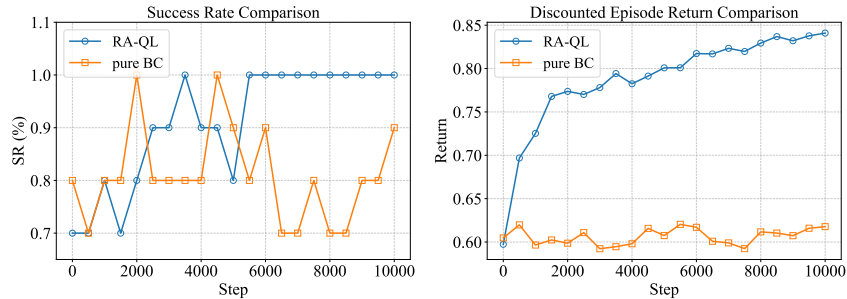 Success Rate Comparison
1.1
1.0
0.9
0.8
0.7
SR (%)
RA-QL
pure BC
0
2000
4000
6000
8000
10000
Step
Discounted Episode Return Comparison
0.85
0.80
0.75
0.70
0.65
0.60
Return
RA-QL
pure BC
0
2000
4000
6000
8000
10000
Step